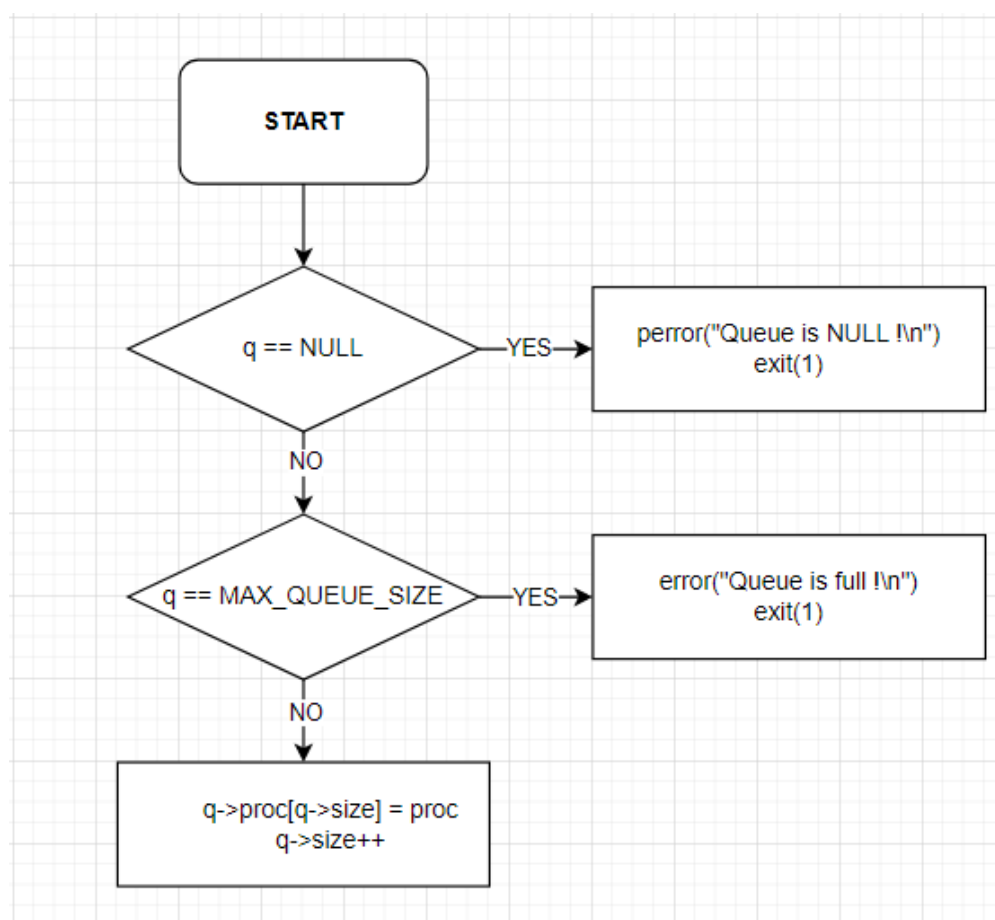 START
q == NULL
YES
perror("Queue is NULL !\n")
exit(1)
NO
q == MAX_QUEUE_SIZE
YES
error("Queue is full !\n")
exit(1)
NO
q->proc[q->size] = proc
q->size++